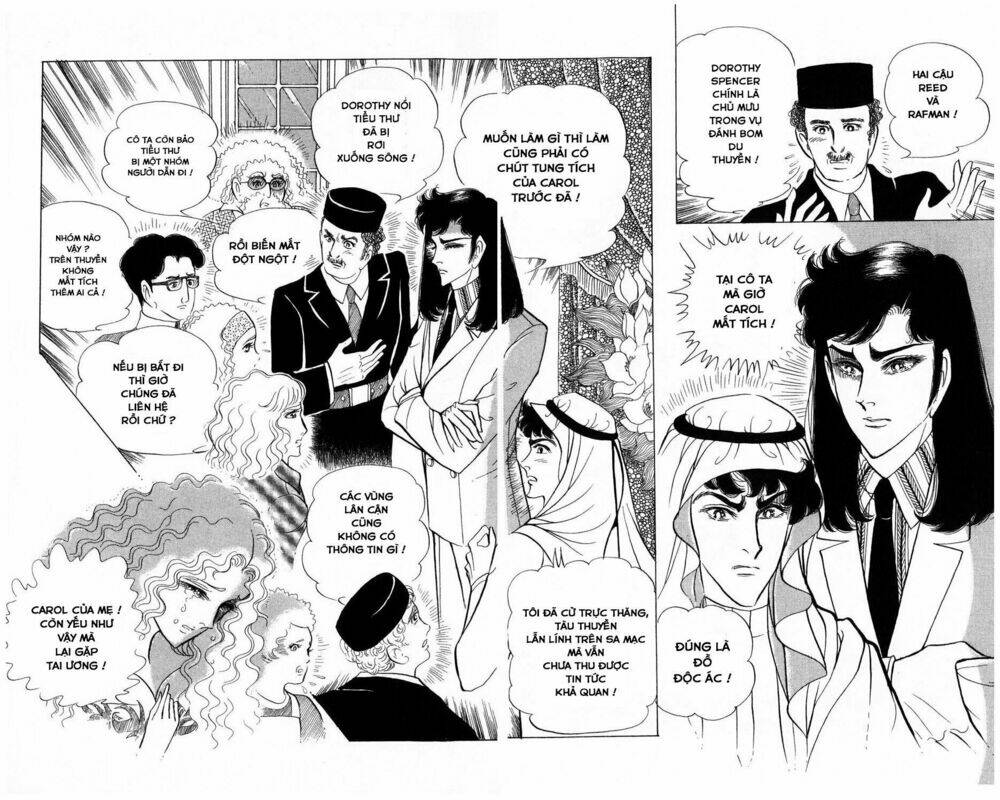 HAI CẬU
REED
VÀ
RAFMAN !
DOROTHY
SPENCER
CHÍNH LÀ
CHỦ MƯU
TRONG VỤ
ĐÁNH BOM
DU
THUYỀN !
TẠI CÔ TA
MÀ GIỜ
CAROL
MẤT TÍCH !
ĐÚNG LÀ
ĐỒ
ĐỘC ÁC !
MUỐN LÀM GÌ THÌ LÀM
CŨNG PHẢI CÓ
CHÚT TUNG TÍCH
CỦA CAROL
TRƯỚC ĐÃ !
DOROTHY NÓI
TIỂU THƯ
ĐÃ BỊ
RƠI
XUỐNG SÔNG !
CÔ TA CÒN BẢO
TIỂU THƯ
BỊ MỘT NHÓM
NGƯỜI DẪN ĐI !
RỒI BIẾN MẤT
ĐỘT NGỘT !
NHÓM NÀO
VẬY ?
TRÊN THUYỀN
KHÔNG
MẤT TÍCH
THÊM AI CẢ !
NẾU BỊ BẮT ĐI
THÌ GIỜ
CHÚNG ĐÃ
LIÊN HỆ
RỒI CHỨ ?
CÁC VÙNG
LÂN CẬN
CŨNG
KHÔNG CÓ
THÔNG TIN GÌ !
TÔI ĐÃ CỬ TRỰC THĂNG,
TÀU THUYỀN
LẪN LÍNH TRÊN SA MẠC
MÀ VẪN
CHƯA THU ĐƯỢC
TIN TỨC
KHẢ QUAN !
CAROL CỦA MẸ !
CÒN YẾU NHƯ
VẬY MÀ
LẠI GẶP
TAI ƯƠNG !